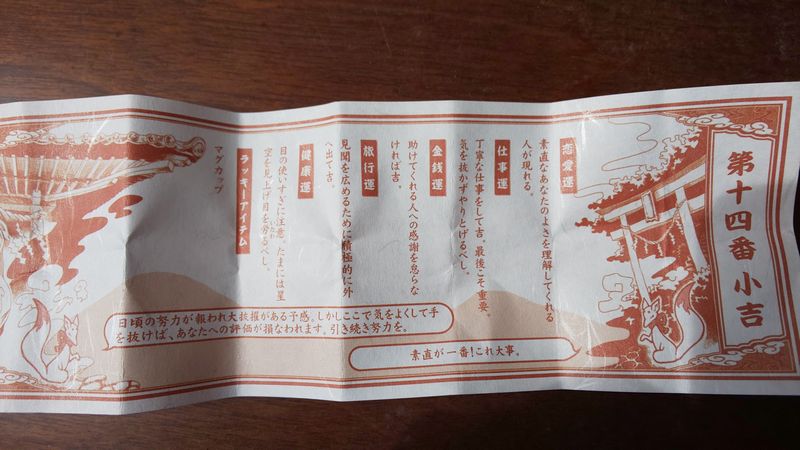 第十四番 小吉
恋愛運
素直なあなたのよさを理解してくれる
人が現れる。
仕事運
丁寧な仕事をして吉。最後こそ重要。
気を抜かずやりとげるべし。
金銭運
助けてくれる人への感謝を怠らな
ければ吉。
旅行運
見聞を広めるために積極的に外
へ出て吉。
健康運
目の使いすぎに注意。たまには星
空を見上げ目を労るべし。
いたわ
ラッキーアイテム
マグカップ
素直が一番!これ大事。
日頃の努力が報われ大抜擢がある予感。しかしここで気をよくして手
を抜けば、あなたへの評価が損なわれます。引き続き努力を。